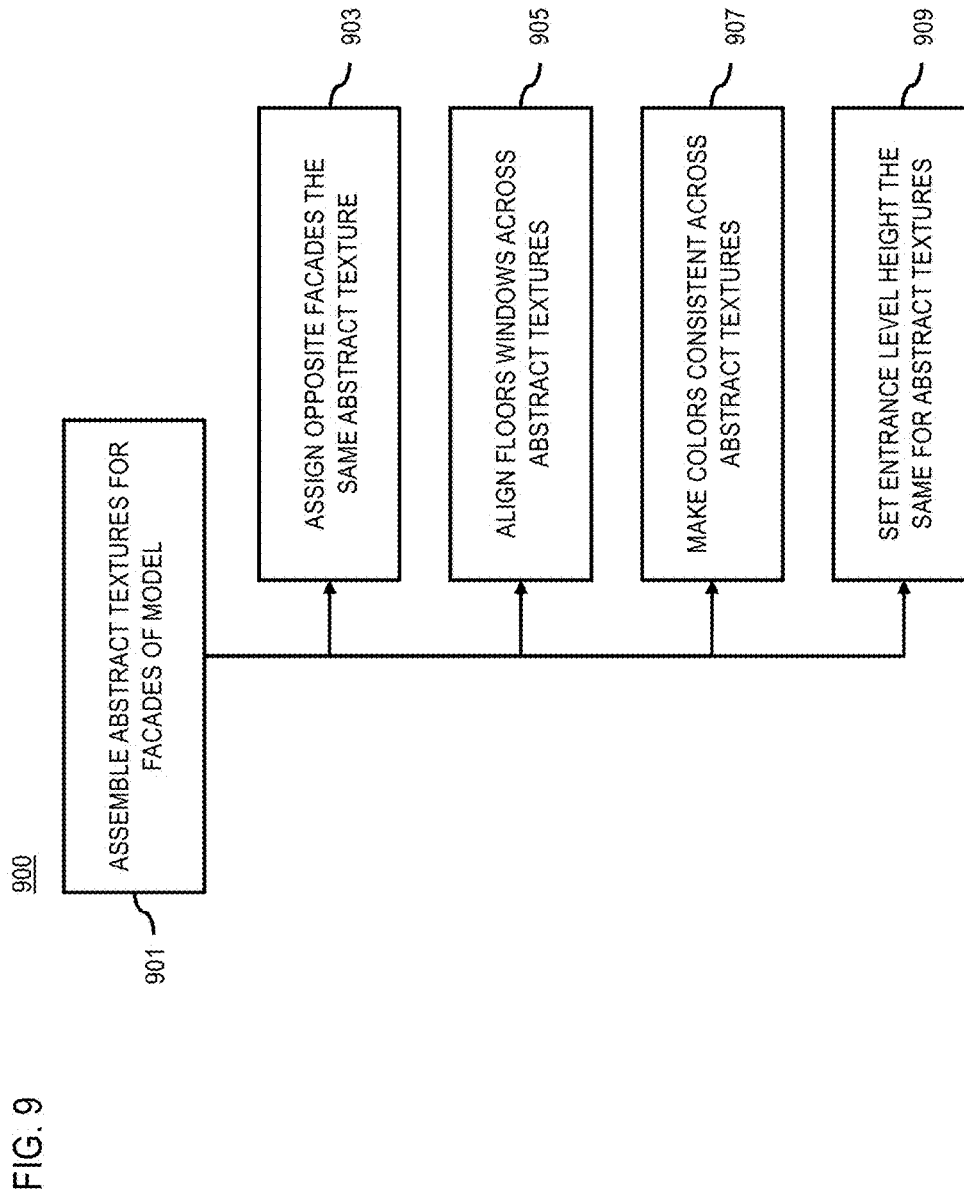 FIG. 9
900
ASSEMBLE ABSTRACT TEXTURES FOR
FACADES OF MODEL
901
ASSIGN OPPOSITE FACADES THE
SAME ABSTRACT TEXTURE
903
ALIGN FLOORS WINDOWS ACROSS
ABSTRACT TEXTURES
905
MAKE COLORS CONSISTENT ACROSS
ABSTRACT TEXTURES
907
SET ENTRANCE LEVEL HEIGHT THE
SAME FOR ABSTRACT TEXTURES
909